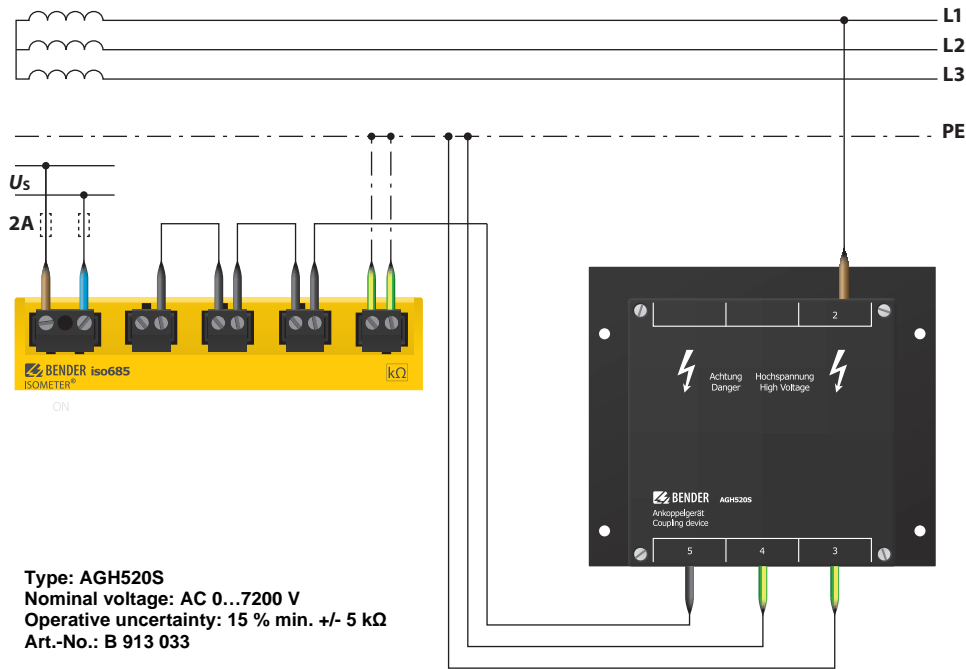 L1
L2
L3
PE
Us
2A
BENDER iso685
ISOMETER®
kΩ
ON
2
Achtung Hochspannung
Danger High Voltage
BENDER AGH520S
Ankoppelgerät
Coupling device
5 4 3
Type: AGH520S
Nominal voltage: AC 0…7200 V
Operative uncertainty: 15 % min. +/- 5 kΩ
Art.-No.: B 913 033